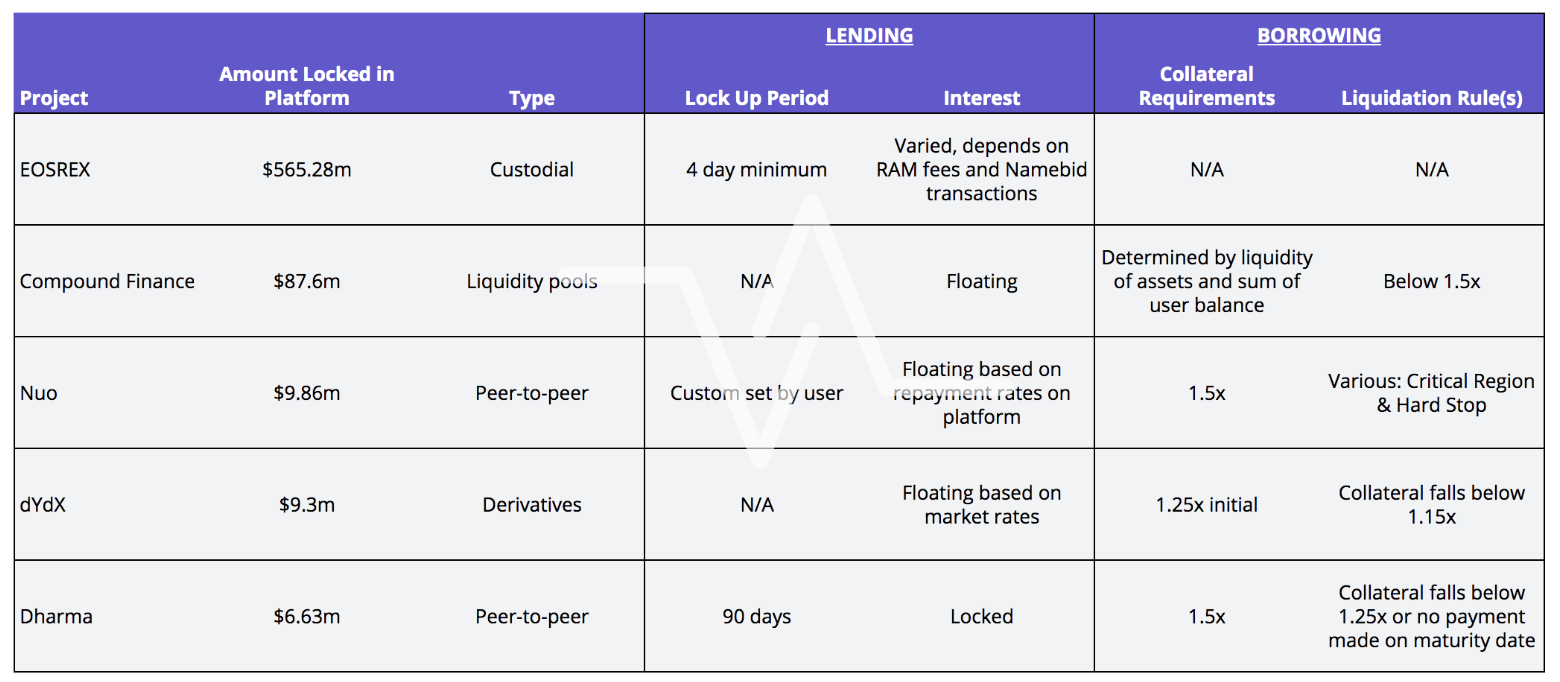 LENDING
BORROWING
Project
Amount Locked in
Platform
Type
Lock Up Period
Interest
Collateral
Requirements
Liquidation Rule(s)
EOSREX
$565.28m
Custodial
4 day minimum
Varied, depends on
RAM fees and Namebid
transactions
N/A
N/A
Compound Finance
$87.6m
Liquidity pools
N/A
Floating
Determined by liquidity
of assets and sum of
user balance
Below 1.5x
Nuo
$9.86m
Peer-to-peer
Custom set by user
Floating based on
repayment rates on
platform
1.5x
Various: Critical Region
& Hard Stop
dYdX
$9.3m
Derivatives
N/A
Floating based on
market rates
1.25x initial
Collateral falls below
1.15x
Dharma
$6.63m
Peer-to-peer
90 days
Locked
1.5x
Collateral falls below
1.25x or no payment
made on maturity date